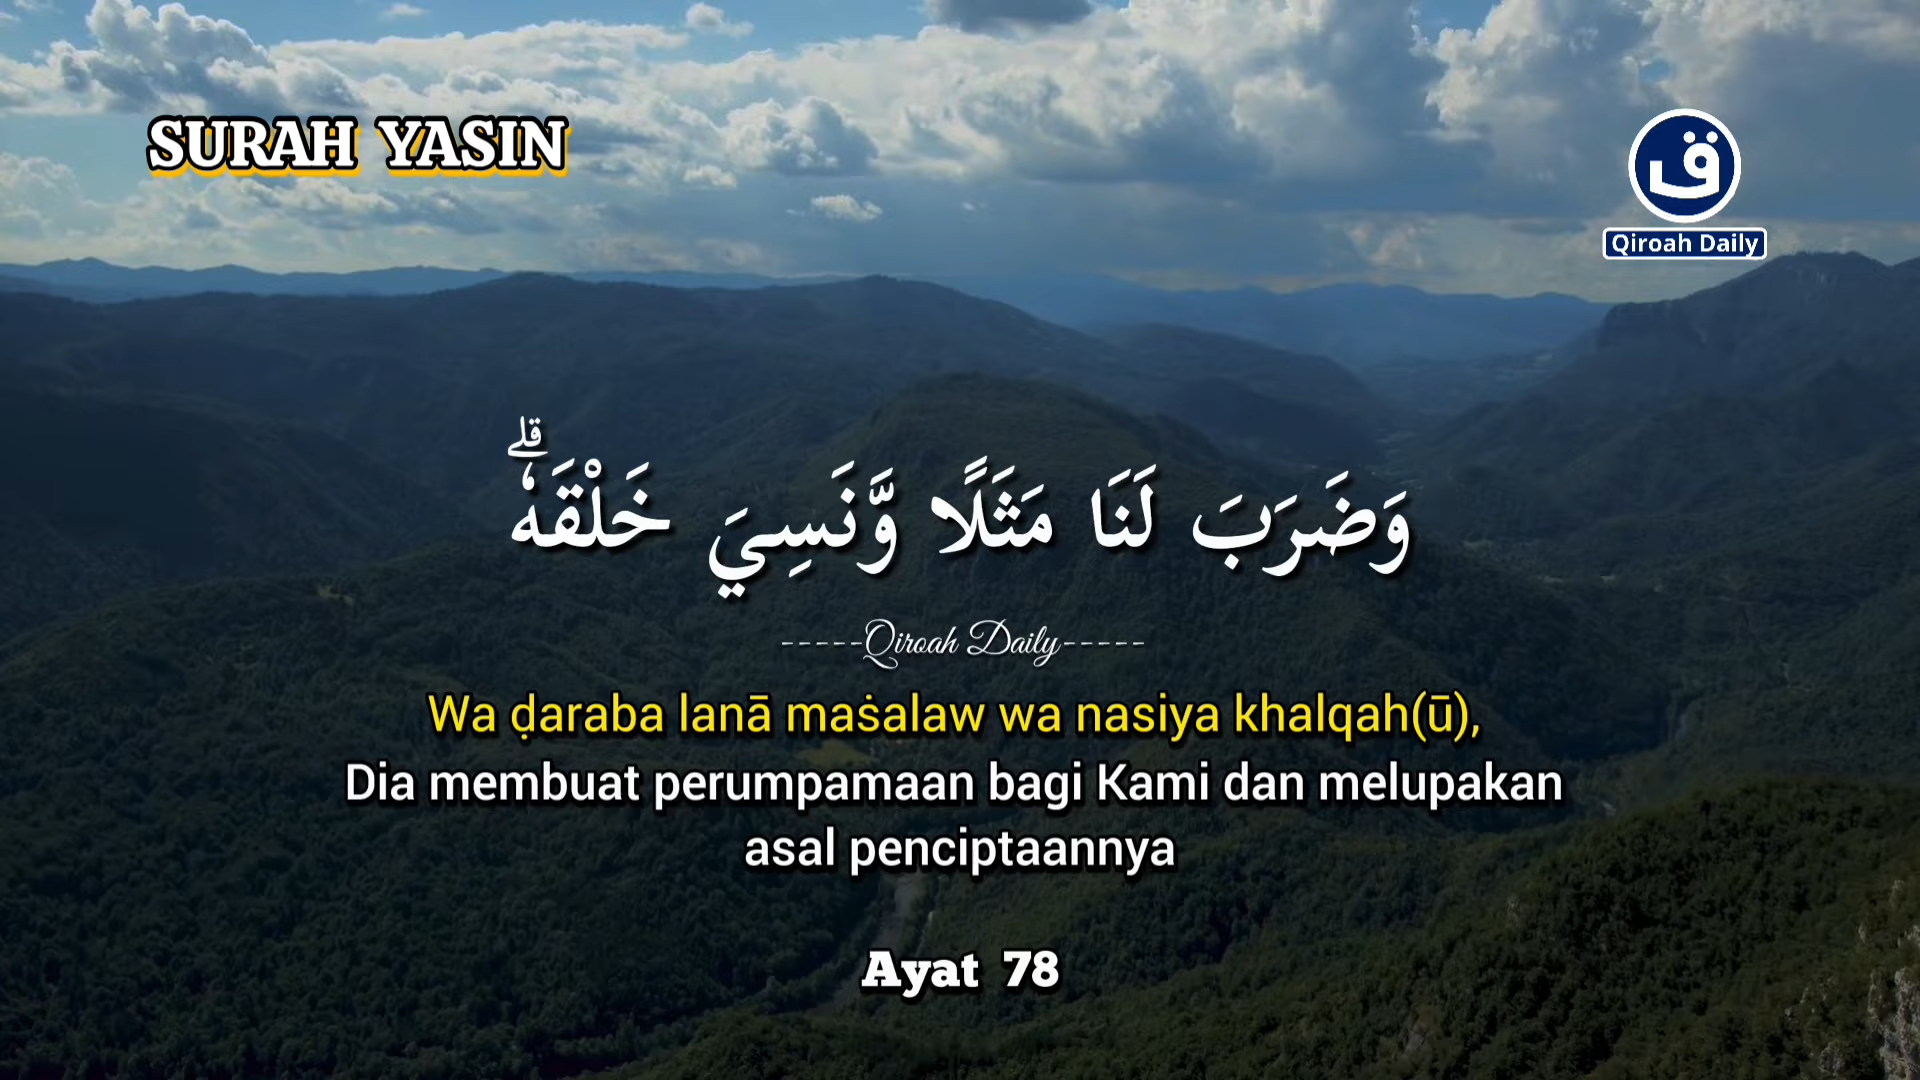 SURAH YASIN
ق
Qiroah Daily
وَضَرَبَ لَنَا مَثَلًا وَّنَسِيَ خَلْقَهٗۗ
-----Qiroah Daily-----
Wa ḍaraba lanā maṡalaw wa nasiya khalqah(ū),
Dia membuat perumpamaan bagi Kami dan melupakan
asal penciptaannya
Ayat 78